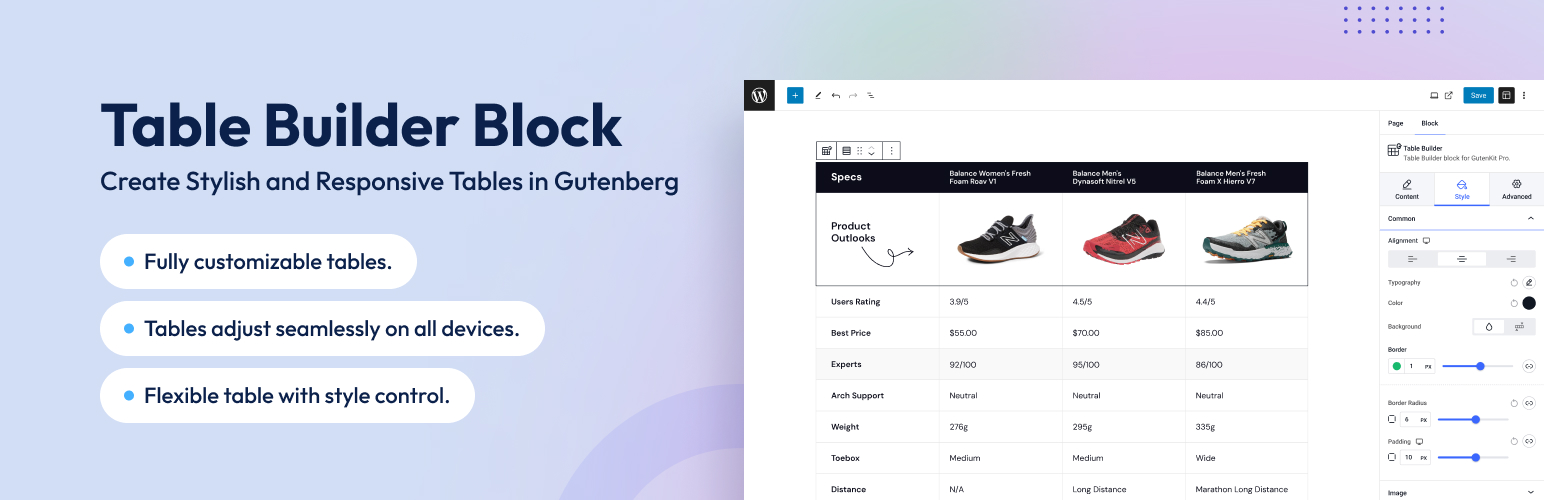 Table Builder Block
Create Stylish and Responsive Tables in Gutenberg
Fully customizable tables.
Tables adjust seamlessly on all devices.
Flexible table with style control.
Save
Page Block
Table Builder
Table Builder block for GutenKit Pro.
Content Style Advanced
Common
Alignment
Typography
Color
Background
Border
1 PX
Border Radius
6 PX
Padding
10 PX
Image
Specs
Balance Women's Fresh
Foam Roav V1
Balance Men's
Dynasoft Nitrel V5
Balance Men's Fresh
Foam X Hierro V7
Product
Outlooks
Users Rating 3.9/5 4.5/5 4.4/5
Best Price $55.00 $70.00 $85.00
Experts 92/100 95/100 86/100
Arch Support Neutral Neutral Neutral
Weight 276g 295g 335g
Toebox Medium Medium Wide
Distance N/A Long Distance Marathon Long Distance